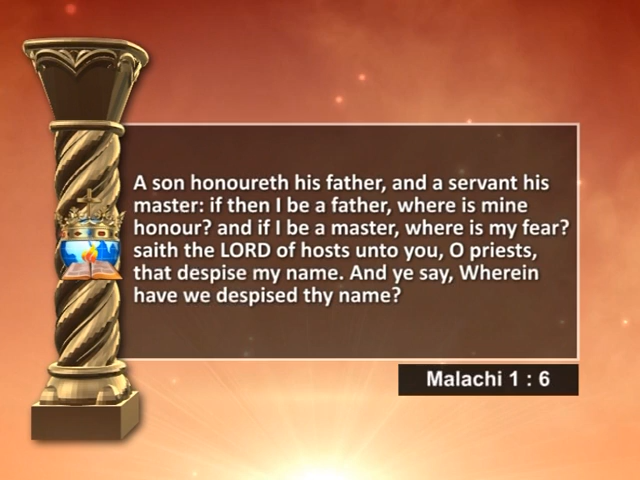 A son honoureth his father, and a servant his
master: if then I be a father, where is mine
honour? and if I be a master, where is my fear?
saith the LORD of hosts unto you, O priests,
that despise my name. And ye say, Wherein
have we despised thy name?
Malachi 1 : 6